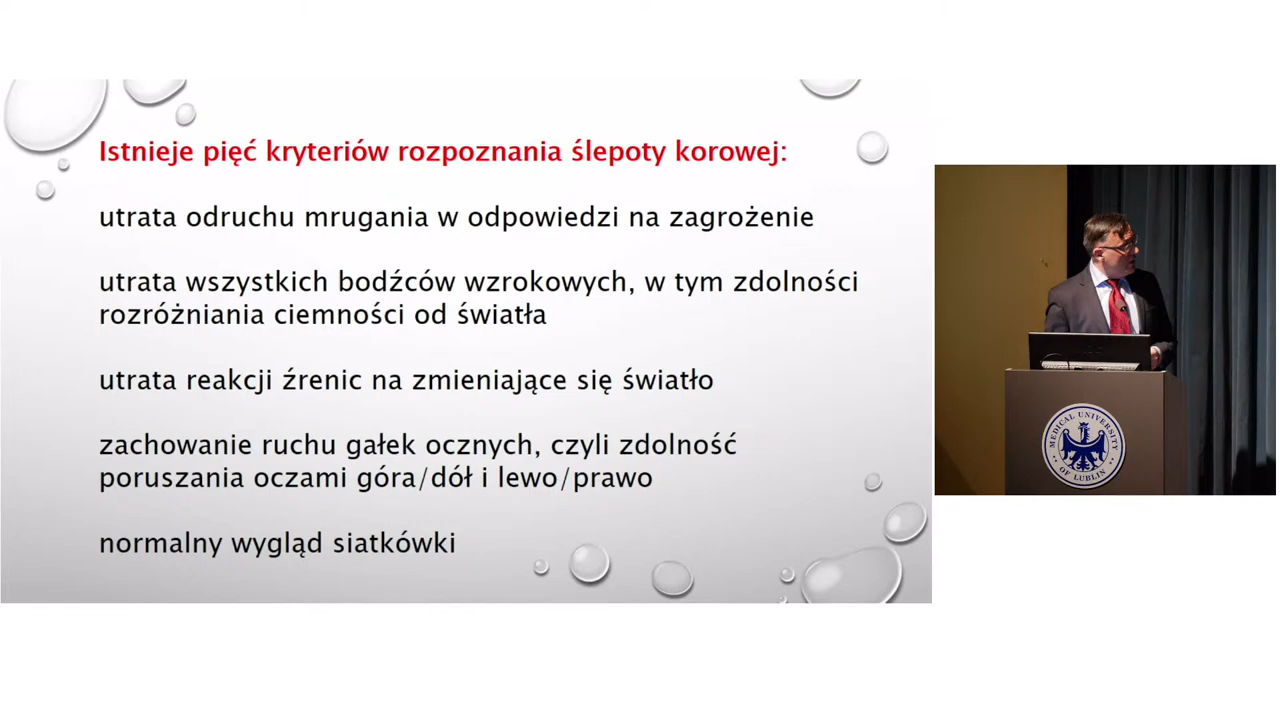 Istnieje pięć kryteriów rozpoznania ślepoty korowej:
utrata odruchu mrugania w odpowiedzi na zagrożenie
utrata wszystkich bodźców wzrokowych, w tym zdolności
rozróżniania ciemności od światła
utrata reakcji źrenic na zmieniające się światło
zachowanie ruchu gałek ocznych, czyli zdolność
poruszania oczami góra/dół i lewo/prawo
normalny wygląd siatkówki
MEDICAL UNIVERSITY
OF LUBLIN